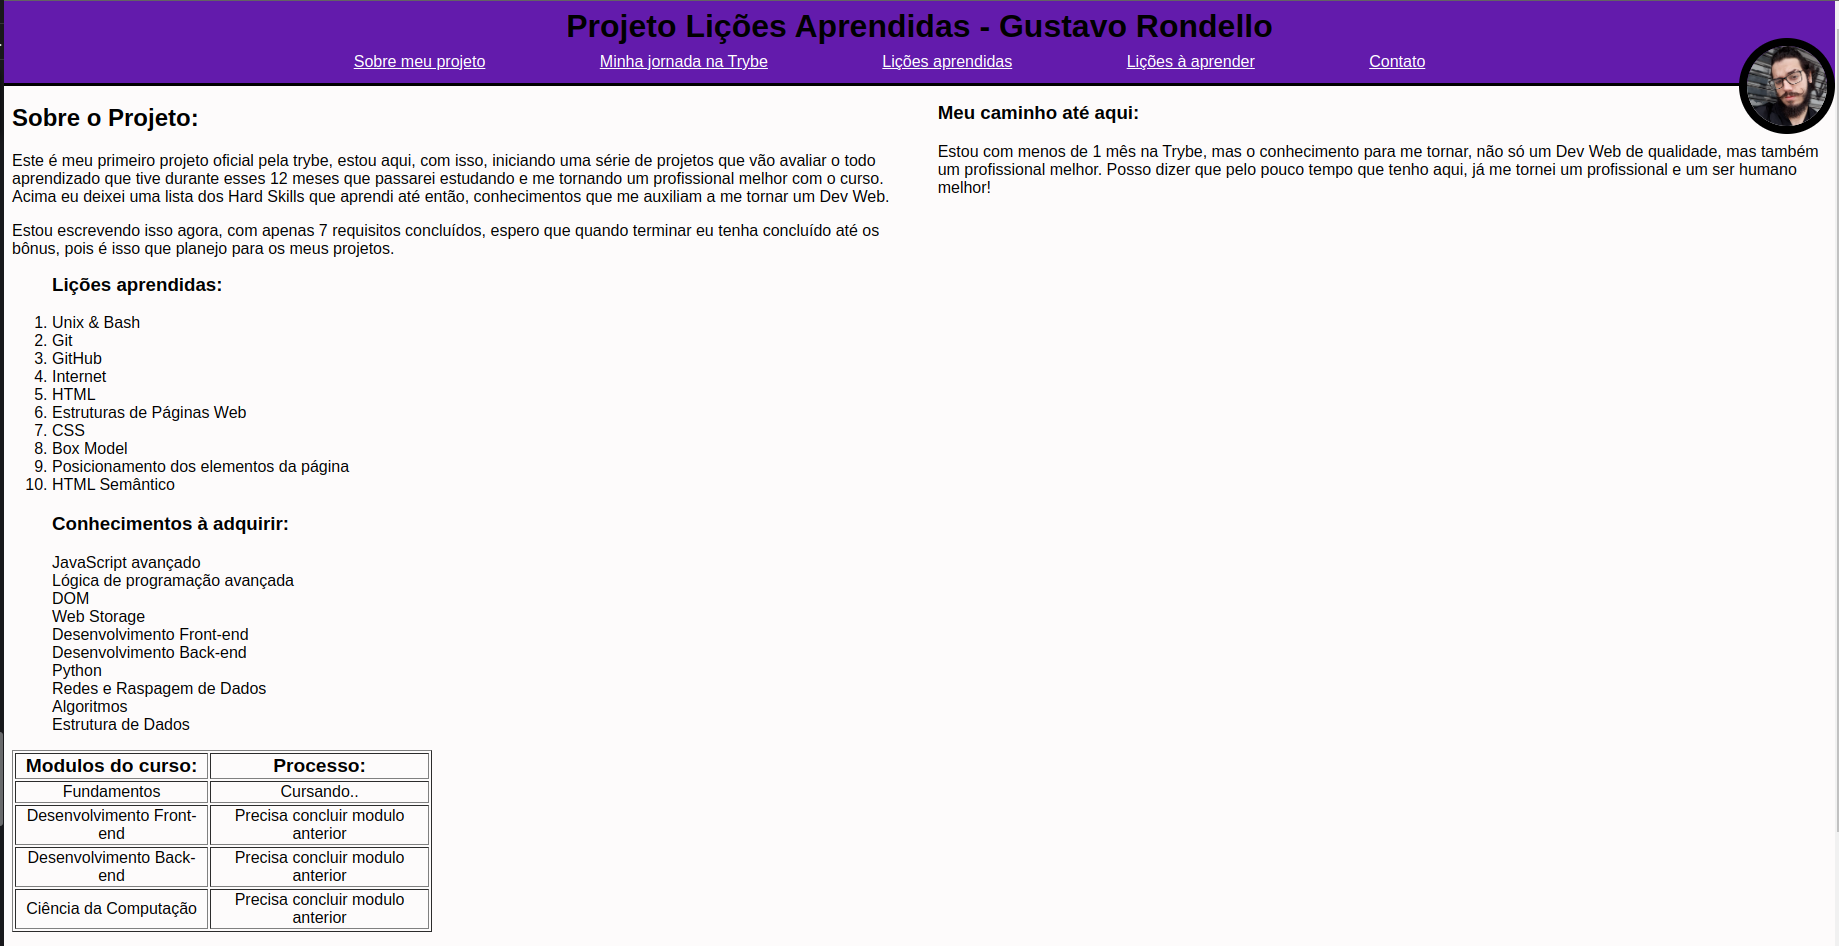 Projeto Lições Aprendidas - Gustavo Rondello
Sobre meu projeto Minha jornada na Trybe Lições aprendidas Lições à aprender Contato
Sobre o Projeto:
Este é meu primeiro projeto oficial pela trybe, estou aqui, com isso, iniciando uma série de projetos que vão avaliar o todo
aprendizado que tive durante esses 12 meses que passarei estudando e me tornando um profissional melhor com o curso.
Acima eu deixei uma lista dos Hard Skills que aprendi até então, conhecimentos que me auxiliam a me tornar um Dev Web.
Estou escrevendo isso agora, com apenas 7 requisitos concluídos, espero que quando terminar eu tenha concluído até os
bônus, pois é isso que planejo para os meus projetos.
Lições aprendidas:
1. Unix & Bash
2. Git
3. GitHub
4. Internet
5. HTML
6. Estruturas de Páginas Web
7. CSS
8. Box Model
9. Posicionamento dos elementos da página
10. HTML Semântico
Conhecimentos à adquirir:
JavaScript avançado
Lógica de programação avançada
DOM
Web Storage
Desenvolvimento Front-end
Desenvolvimento Back-end
Python
Redes e Raspagem de Dados
Algoritmos
Estrutura de Dados
Modulos do curso: Processo:
Fundamentos Cursando..
Desenvolvimento Front-
end
Precisa concluir modulo
anterior
Desenvolvimento Back-
end
Precisa concluir modulo
anterior
Ciência da Computação
Precisa concluir modulo
anterior
Meu caminho até aqui:
Estou com menos de 1 mês na Trybe, mas o conhecimento para me tornar, não só um Dev Web de qualidade, mas também
um profissional melhor. Posso dizer que pelo pouco tempo que tenho aqui, já me tornei um profissional e um ser humano
melhor!